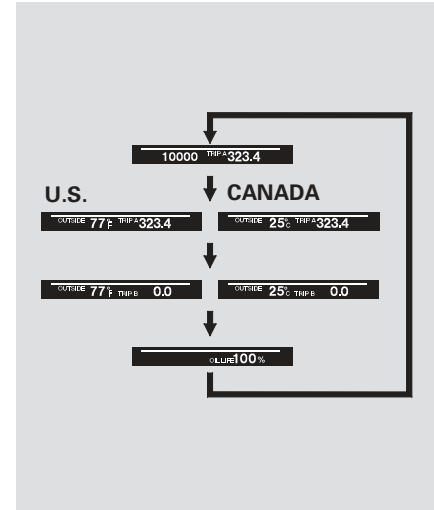 10000 TRIP A 323.4
U.S. CANADA
OUTSIDE 77°F TRIP A 323.4 OUTSIDE 25°C TRIP A 323.4
OUTSIDE 77°F TRIP B 0.0 OUTSIDE 25°C TRIP B 0.0
OIL LIFE 100%